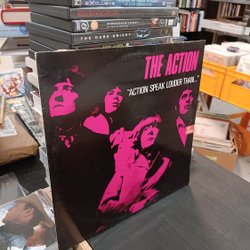 THE DARK KNIGHT
THE ACTION
"ACTION SPEAK LOUDER THAN..."